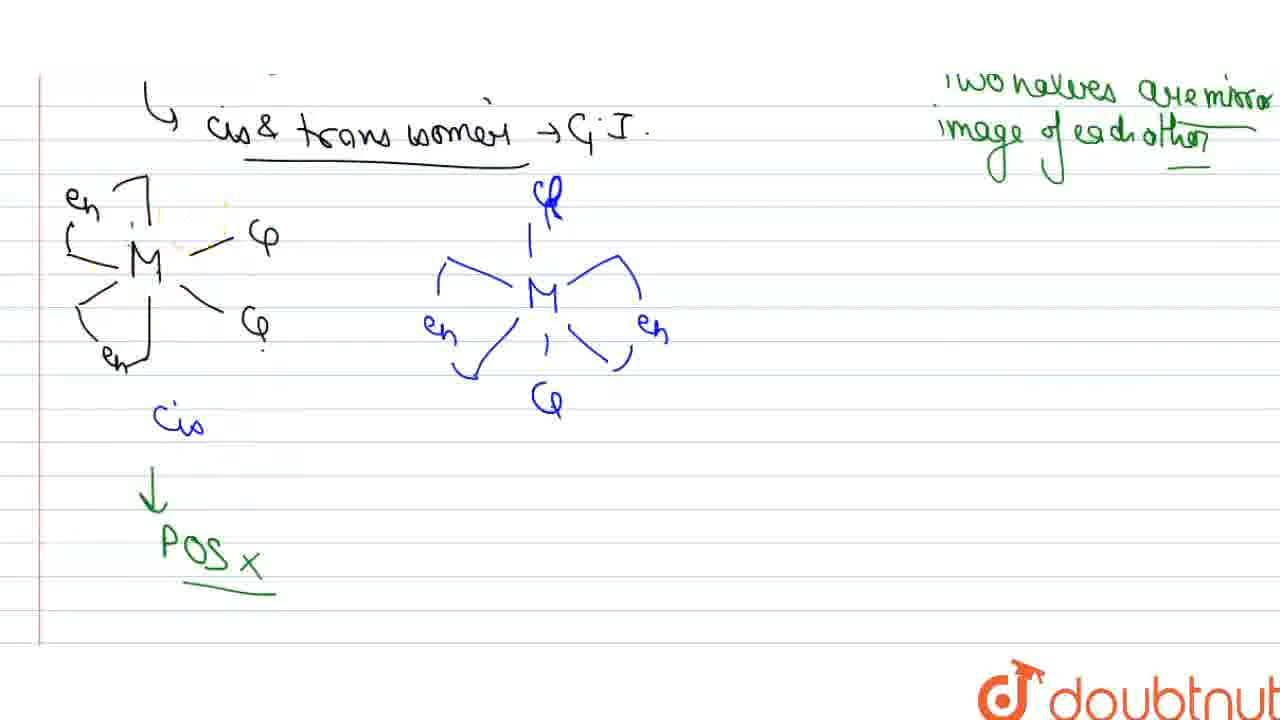 Two halves are mirror
↳ cis & trans isomer → G.I.
image of each other
en
M
Cl
Cl
en
Cl
M
en
en
Cl
Cis
↓
POS x
doubtnut